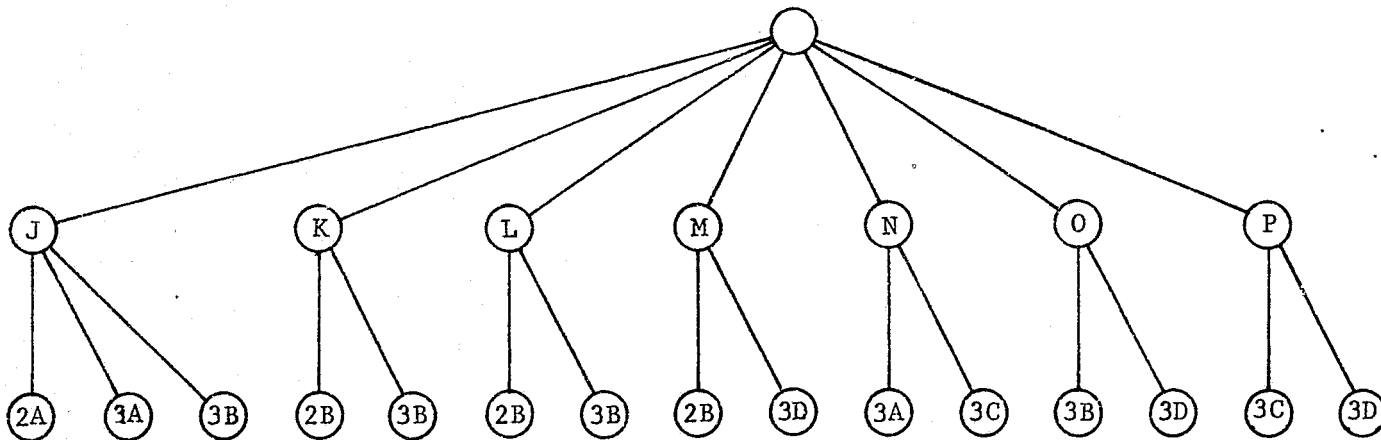 J K L M N O P
2A 3A 3B 2B 3B 2B 3B 2B 3D 3A 3C 3B 3D 3C 3D